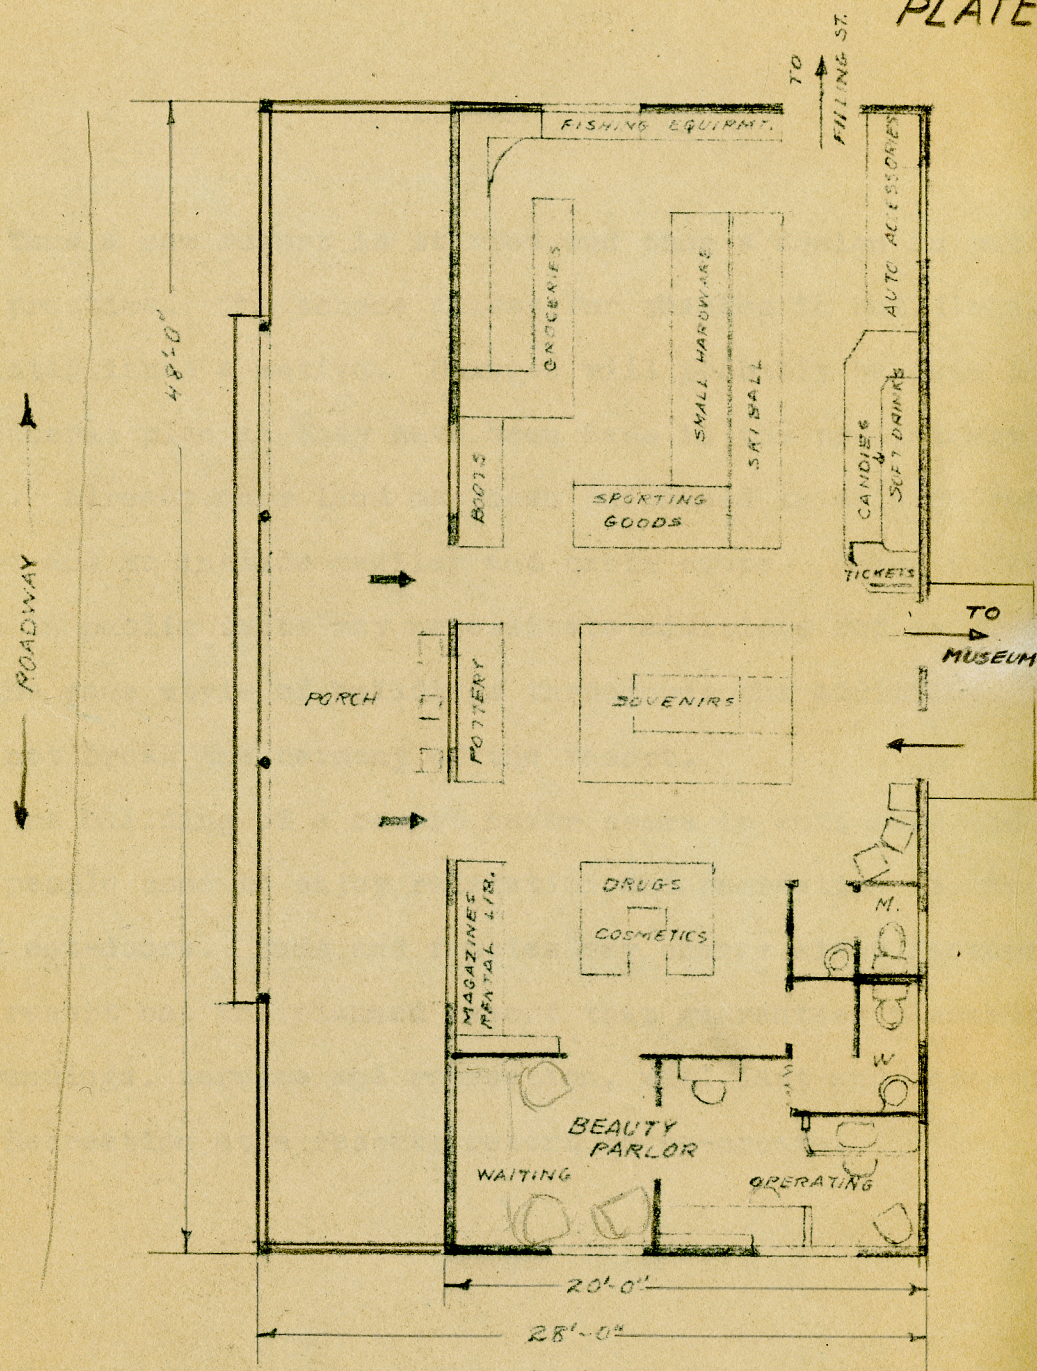 PLATE
TO
FILLING ST.
FISHING EQUIPMT.
AUTO ACCESSORIES
GROCERIES
SMALL HARDWARE
SKI BALL
48'-0"
BOOTS
SPORTING
GOODS
CANDIES
&
SOFT DRINKS
TICKETS
ROADWAY
TO
MUSEUM
PORCH
POTTERY
SOUVENIRS
MAGAZINES
RENTAL LIB.
DRUGS
COSMETICS
M.
W
BEAUTY
PARLOR
WAITING
OPERATING
20'-0"
28'-0"